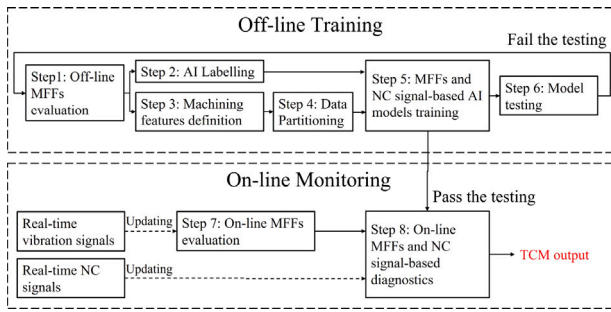 Off-line Training
Fail the testing
Step1: Off-line
MFFs
evaluation
Step 2: AI Labelling
Step 3: Machining
features definition
Step 4: Data
Partitioning
Step 5: MFFs and
NC signal-based AI
models training
Step 6: Model
testing
On-line Monitoring
Pass the testing
Real-time
vibration signals
Updating
Step 7: On-line MFFs
evaluation
Real-time NC
signals
Updating
Step 8: On-line
MFFs and NC
signal-based
diagnostics
TCM output